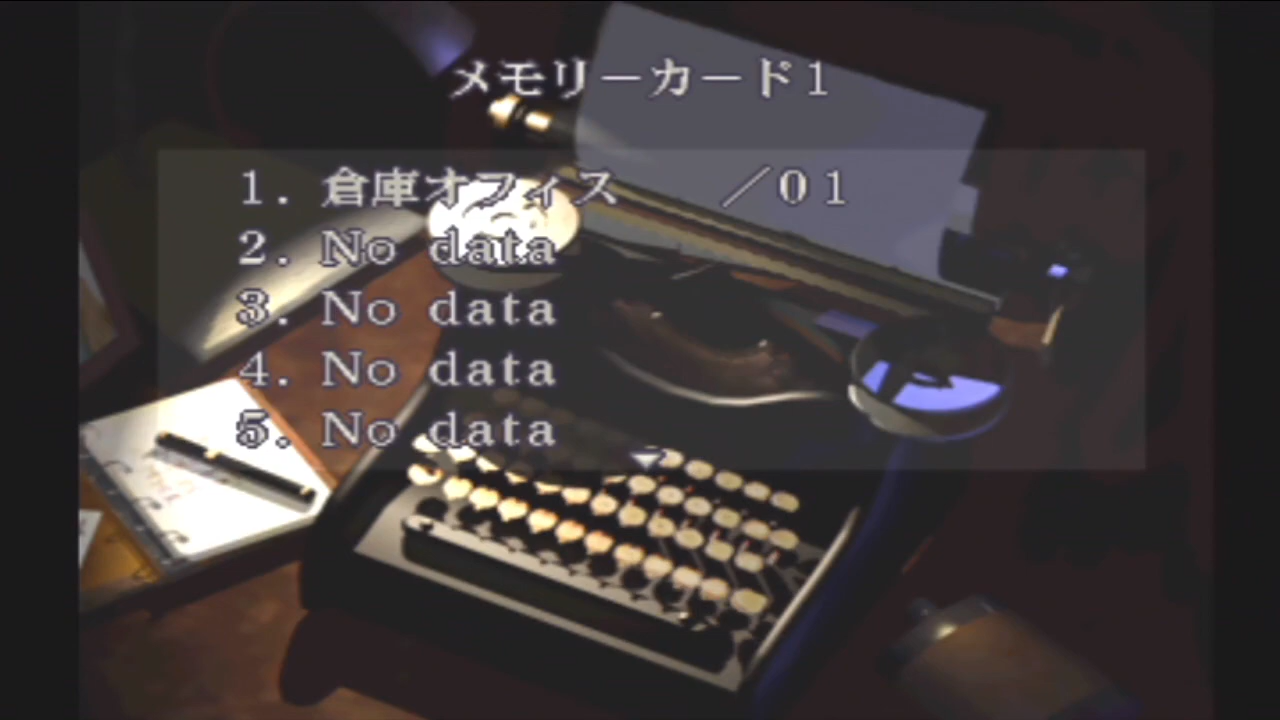 メモリーカード1
1. 倉庫オフィス ／01
2. No data
3. No data
4. No data
5. No data